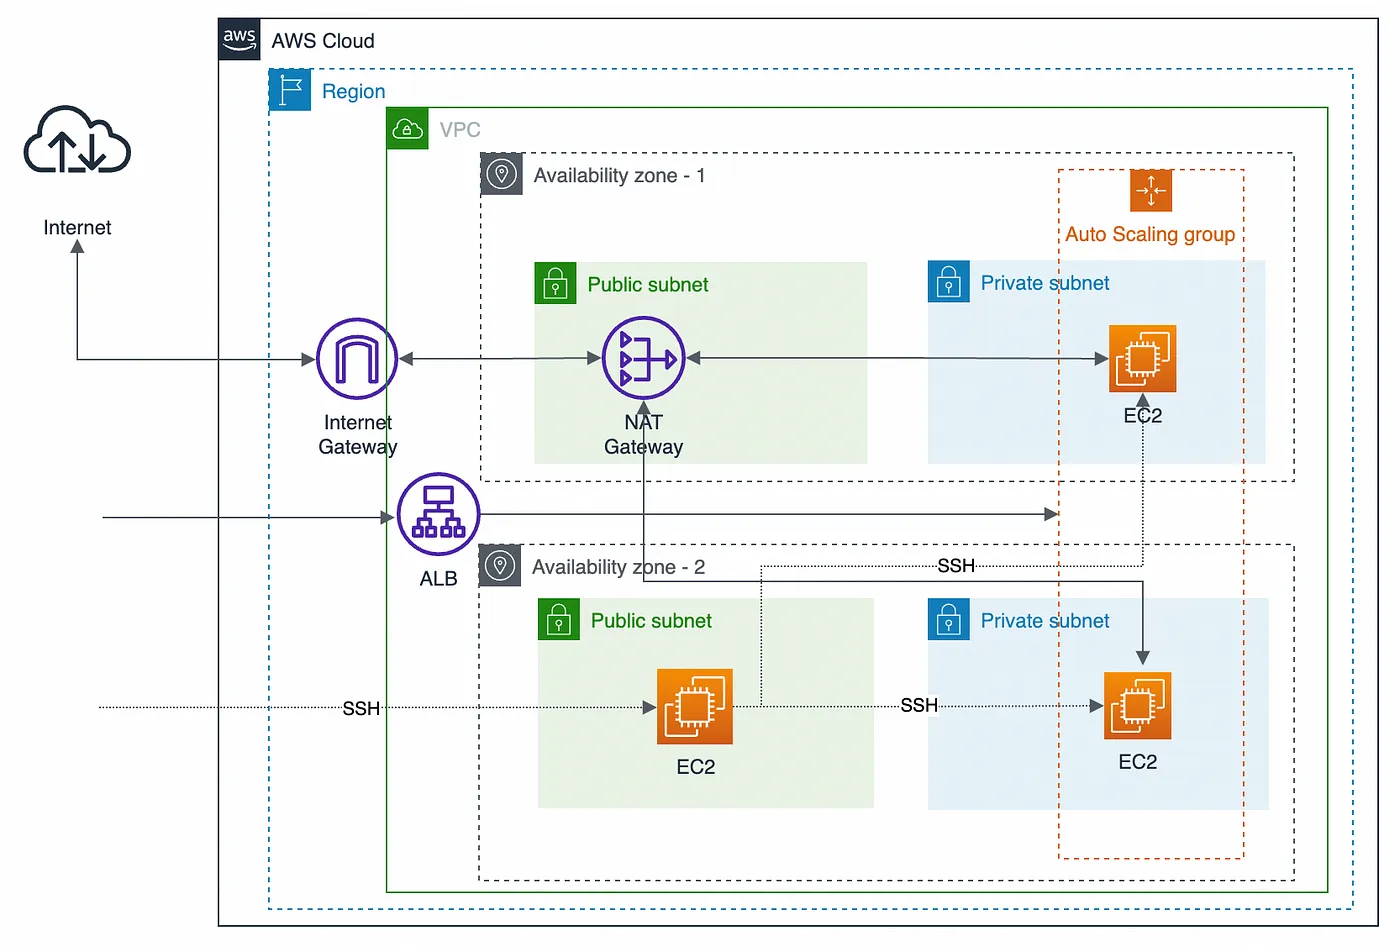 aws
AWS Cloud
Region
VPC
Availability zone - 1
Auto Scaling group
Internet
Public subnet
Private subnet
Internet
Gateway
NAT
Gateway
EC2
ALB
Availability zone - 2
SSH
Public subnet
Private subnet
SSH
SSH
EC2
EC2